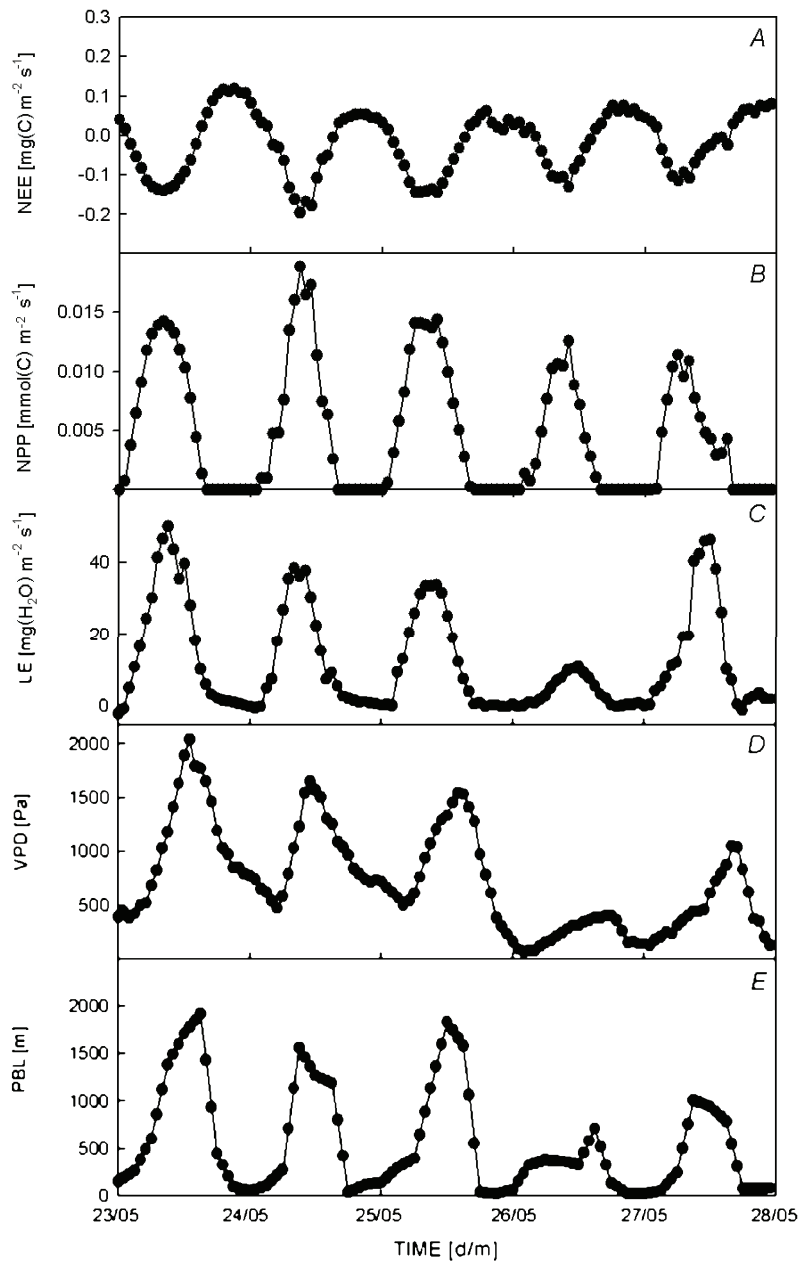 A
NEE [mg(C) m⁻² s⁻¹]
0.3
0.2
0.1
0.0
-0.1
-0.2
B
NPP [mmol(C) m⁻² s⁻¹]
0.015
0.010
0.005
C
LE [mg(H₂O) m⁻² s⁻¹]
40
20
0
D
VPD [Pa]
2000
1500
1000
500
E
PBL [m]
2000
1500
1000
500
0
23/05 24/05 25/05 26/05 27/05 28/05
TIME [d/m]